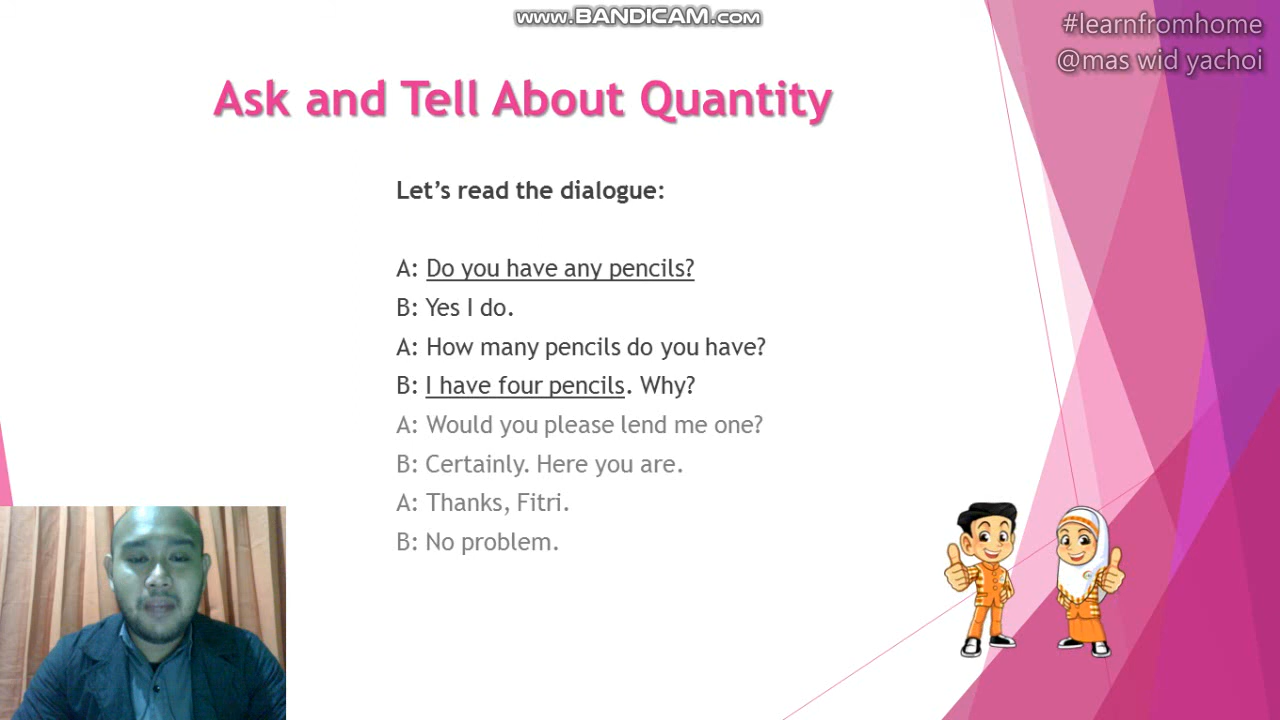 www.BANDICAM.com
#learnfromhome
@mas wid yachoi
Ask and Tell About Quantity
Let's read the dialogue:
A: Do you have any pencils?
B: Yes I do.
A: How many pencils do you have?
B: I have four pencils. Why?
A: Would you please lend me one?
B: Certainly. Here you are.
A: Thanks, Fitri.
B: No problem.